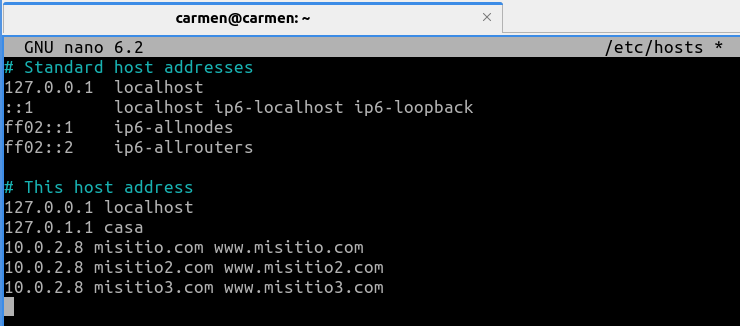 carmen@carmen: ~ ×
GNU nano 6.2 /etc/hosts *
# Standard host addresses
127.0.0.1 localhost
::1 localhost ip6-localhost ip6-loopback
ff02::1 ip6-allnodes
ff02::2 ip6-allrouters
# This host address
127.0.0.1 localhost
127.0.1.1 casa
10.0.2.8 misitio.com www.misitio.com
10.0.2.8 misitio2.com www.misitio2.com
10.0.2.8 misitio3.com www.misitio3.com